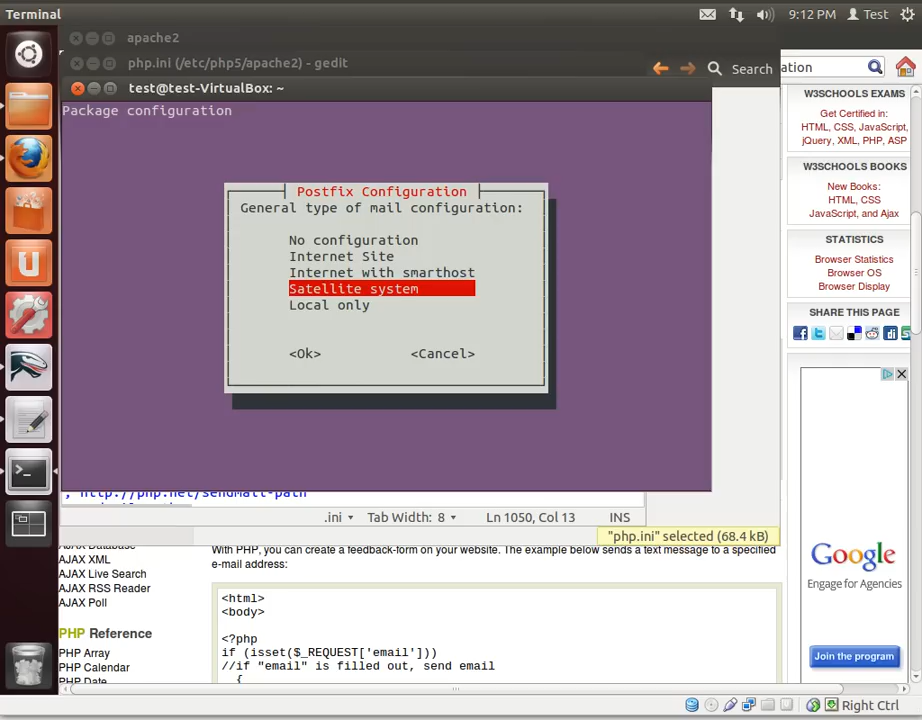 Terminal
9:12 PM
Test
apache2
php.ini (/etc/php5/apache2) - gedit
Search
ation
test@test-VirtualBox: ~
Package configuration
Postfix Configuration
General type of mail configuration:
No configuration
Internet Site
Internet with smarthost
Satellite system
Local only
<Ok>
<Cancel>
; http://php.net/sendmail-path
.ini
Tab Width: 8
Ln 1050, Col 13
INS
"php.ini" selected (68.4 kB)
W3SCHOOLS EXAMS
Get Certified in:
HTML, CSS, JavaScript,
jQuery, XML, PHP, ASP
W3SCHOOLS BOOKS
New Books:
HTML, CSS
JavaScript, and Ajax
STATISTICS
Browser Statistics
Browser OS
Browser Display
SHARE THIS PAGE
Google
Engage for Agencies
Join the program
AJAX Database
AJAX XML
AJAX Live Search
AJAX RSS Reader
AJAX Poll
PHP Reference
PHP Array
PHP Calendar
PHP Date
With PHP, you can create a feedback-form on your website. The example below sends a text message to a specified
e-mail address:
<html>
<body>
<?php
if (isset($_REQUEST['email']))
//if "email" is filled out, send email
{
Right Ctrl